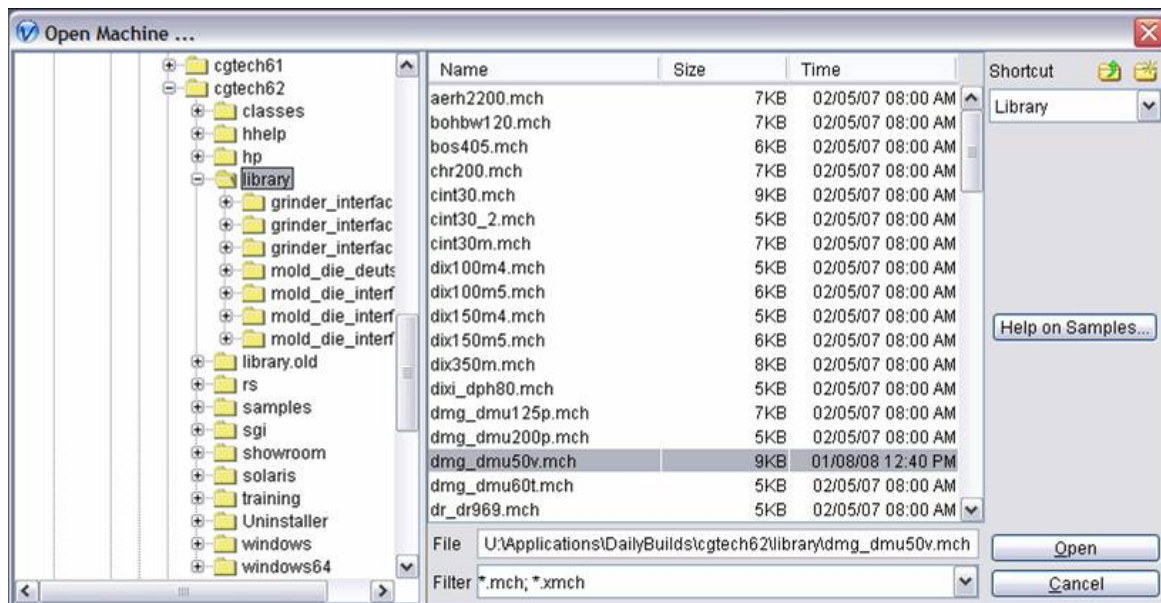 Open Machine ...
cgtech61
cgtech62
classes
hhelp
hp
library
grinder_interfac
grinder_interfac
grinder_interfac
mold_die_deuts
mold_die_interf
mold_die_interf
mold_die_interf
library.old
rs
samples
sgi
showroom
solaris
training
Uninstaller
windows
windows64
Name Size Time
aerh2200.mch 7KB 02/05/07 08:00 AM
bohbw120.mch 7KB 02/05/07 08:00 AM
bos405.mch 6KB 02/05/07 08:00 AM
chr200.mch 7KB 02/05/07 08:00 AM
cint30.mch 9KB 02/05/07 08:00 AM
cint30_2.mch 5KB 02/05/07 08:00 AM
cint30m.mch 7KB 02/05/07 08:00 AM
dix100m4.mch 5KB 02/05/07 08:00 AM
dix100m5.mch 6KB 02/05/07 08:00 AM
dix150m4.mch 5KB 02/05/07 08:00 AM
dix150m5.mch 6KB 02/05/07 08:00 AM
dix350m.mch 8KB 02/05/07 08:00 AM
dixi_dph80.mch 5KB 02/05/07 08:00 AM
dmg_dmu125p.mch 7KB 02/05/07 08:00 AM
dmg_dmu200p.mch 5KB 02/05/07 08:00 AM
dmg_dmu50v.mch 9KB 01/08/08 12:40 PM
dmg_dmu60t.mch 5KB 02/05/07 08:00 AM
dr_dr969.mch 5KB 02/05/07 08:00 AM
File U:\Applications\DailyBuilds\cgtech62\library\dmg_dmu50v.mch
Filter *.mch; *.xmch
Shortcut
Library
Help on Samples...
Open
Cancel